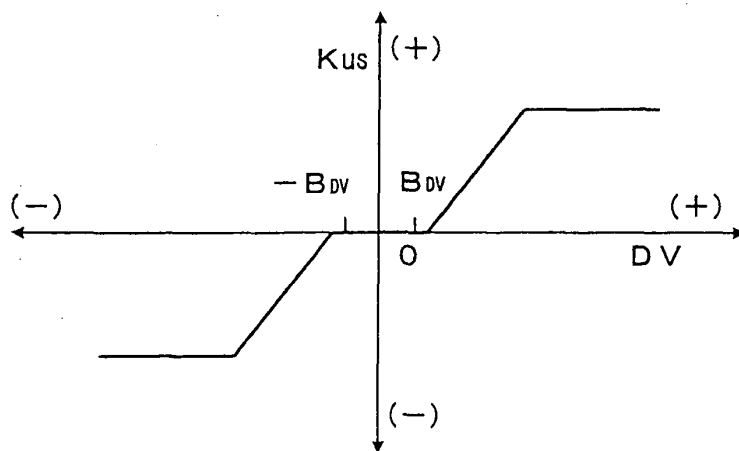 Kus (+)
−BDV BDV
(−) (+)
0 DV
(−)